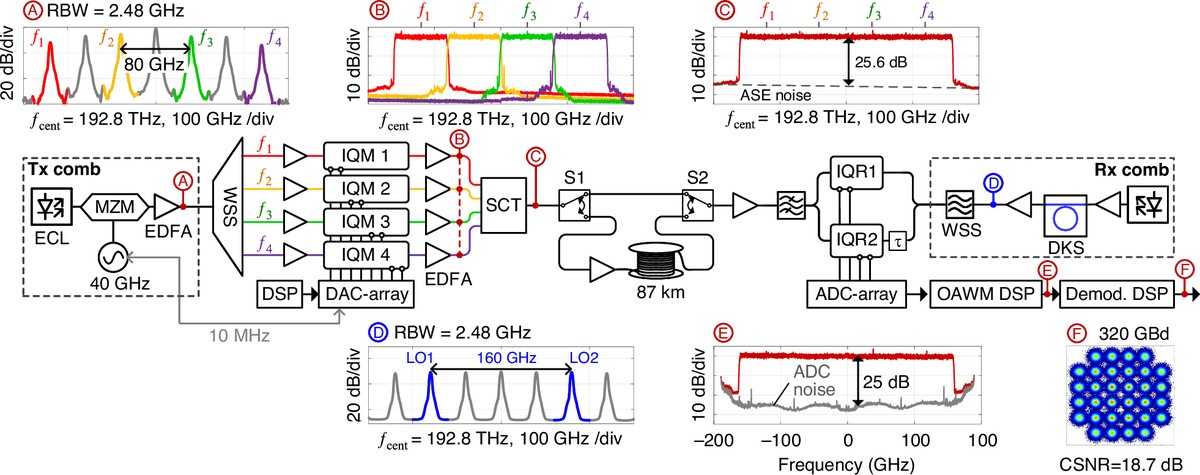 A RBW = 2.48 GHz
20 dB/div
f1
f2
f3
f4
80 GHz
fcent = 192.8 THz, 100 GHz /div
B
f1 f2 f3 f4
10 dB/div
fcent = 192.8 THz, 100 GHz /div
C
f1 f2 f3 f4
10 dB/div
25.6 dB
ASE noise
fcent = 192.8 THz, 100 GHz /div
Tx comb
ECL
MZM
EDFA
A
40 GHz
10 MHz
WSS
f1
f2
f3
f4
IQM 1
IQM 2
IQM 3
IQM 4
B
EDFA
DSP
DAC-array
SCT
C
S1
S2
87 km
IQR1
IQR2
τ
ADC-array
Rx comb
WSS
D
DKS
OAWM DSP
E
Demod. DSP
F
D RBW = 2.48 GHz
20 dB/div
LO1
160 GHz
LO2
fcent = 192.8 THz, 100 GHz /div
E
10 dB/div
ADC
noise
25 dB
−200 −100 0 100 100
Frequency (GHz)
F 320 GBd
CSNR=18.7 dB